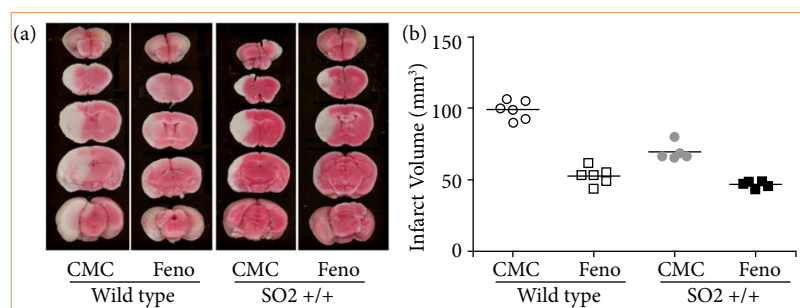 (a)
CMC Feno CMC Feno
Wild type SO2 +/+
(b)
Infarct Volume (mm³)
150
100
50
0
CMC Feno CMC Feno
Wild type SO2 +/+